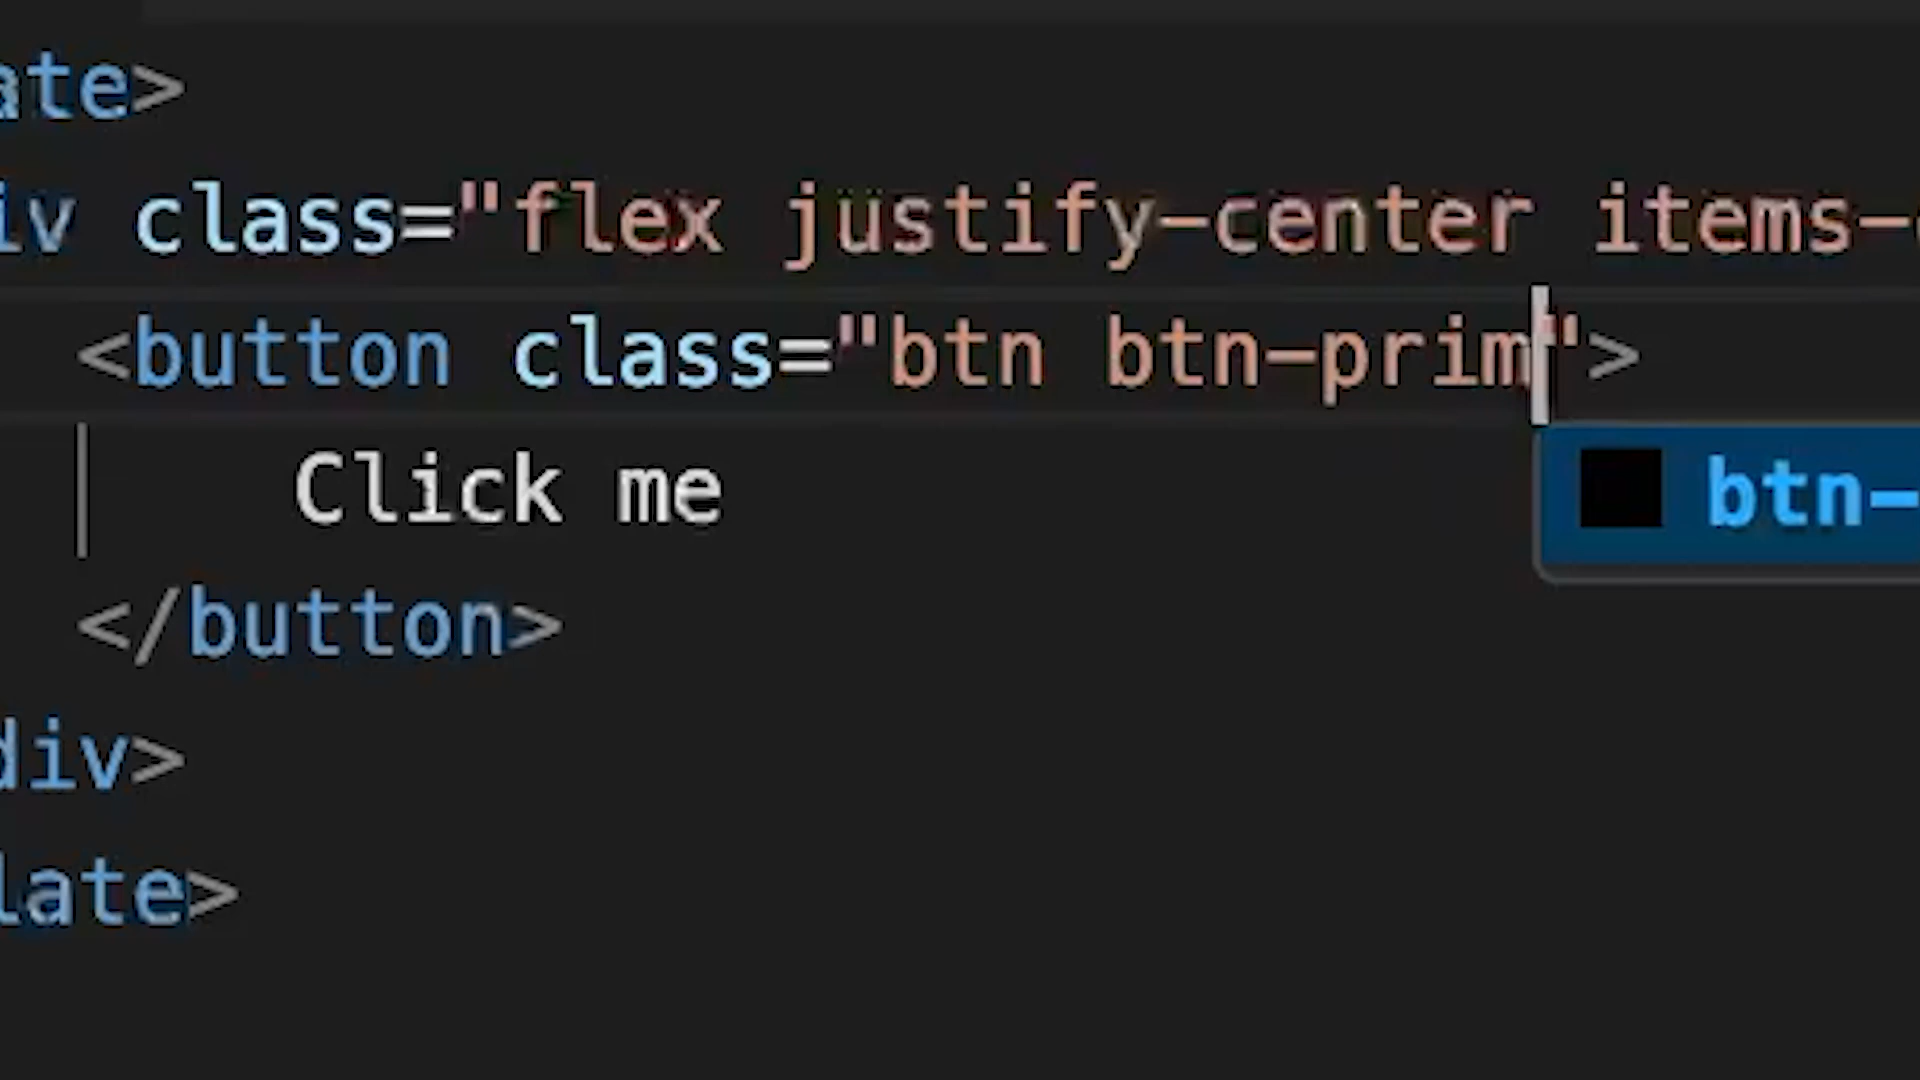 ate>
iv class="flex justify-center items-
<button class="btn btn-prim">
btn-
Click me
</button>
div>
late>